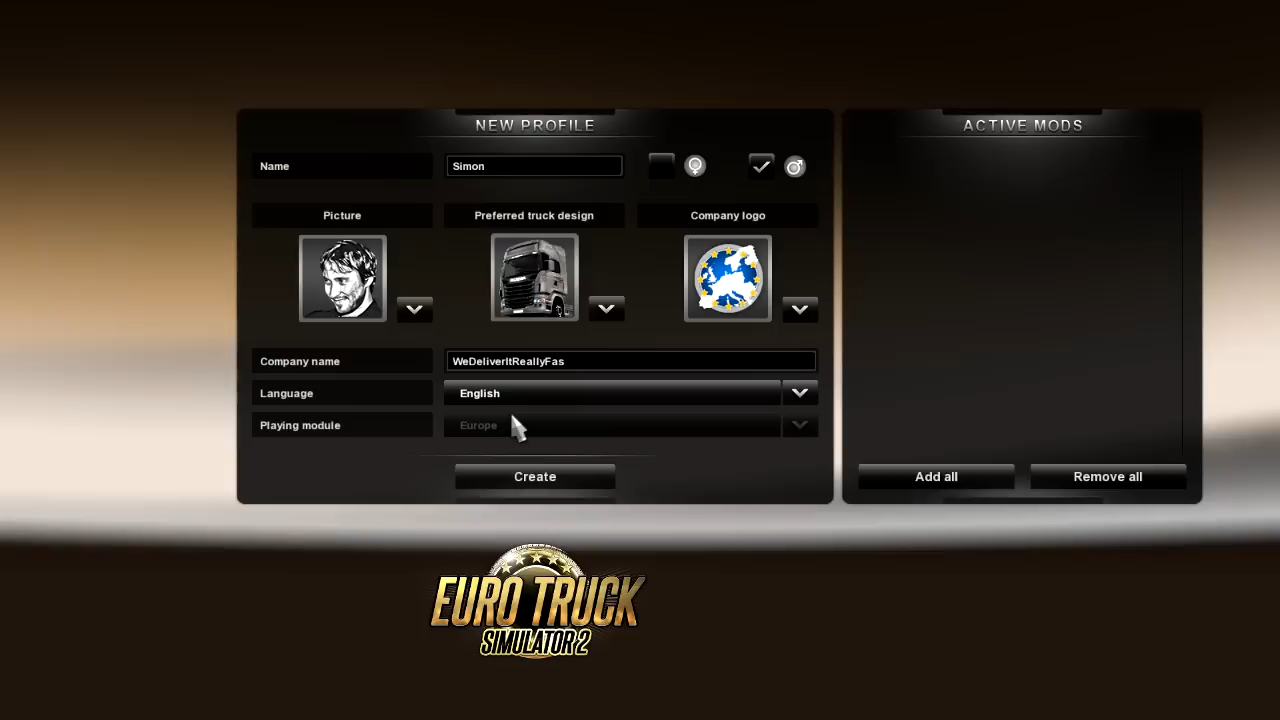 NEW PROFILE
ACTIVE MODS
Name
Simon
Picture
Preferred truck design
Company logo
Company name
WeDeliverItReallyFas
Language
English
Playing module
Europe
Create
Add all
Remove all
EURO TRUCK
SIMULATOR 2